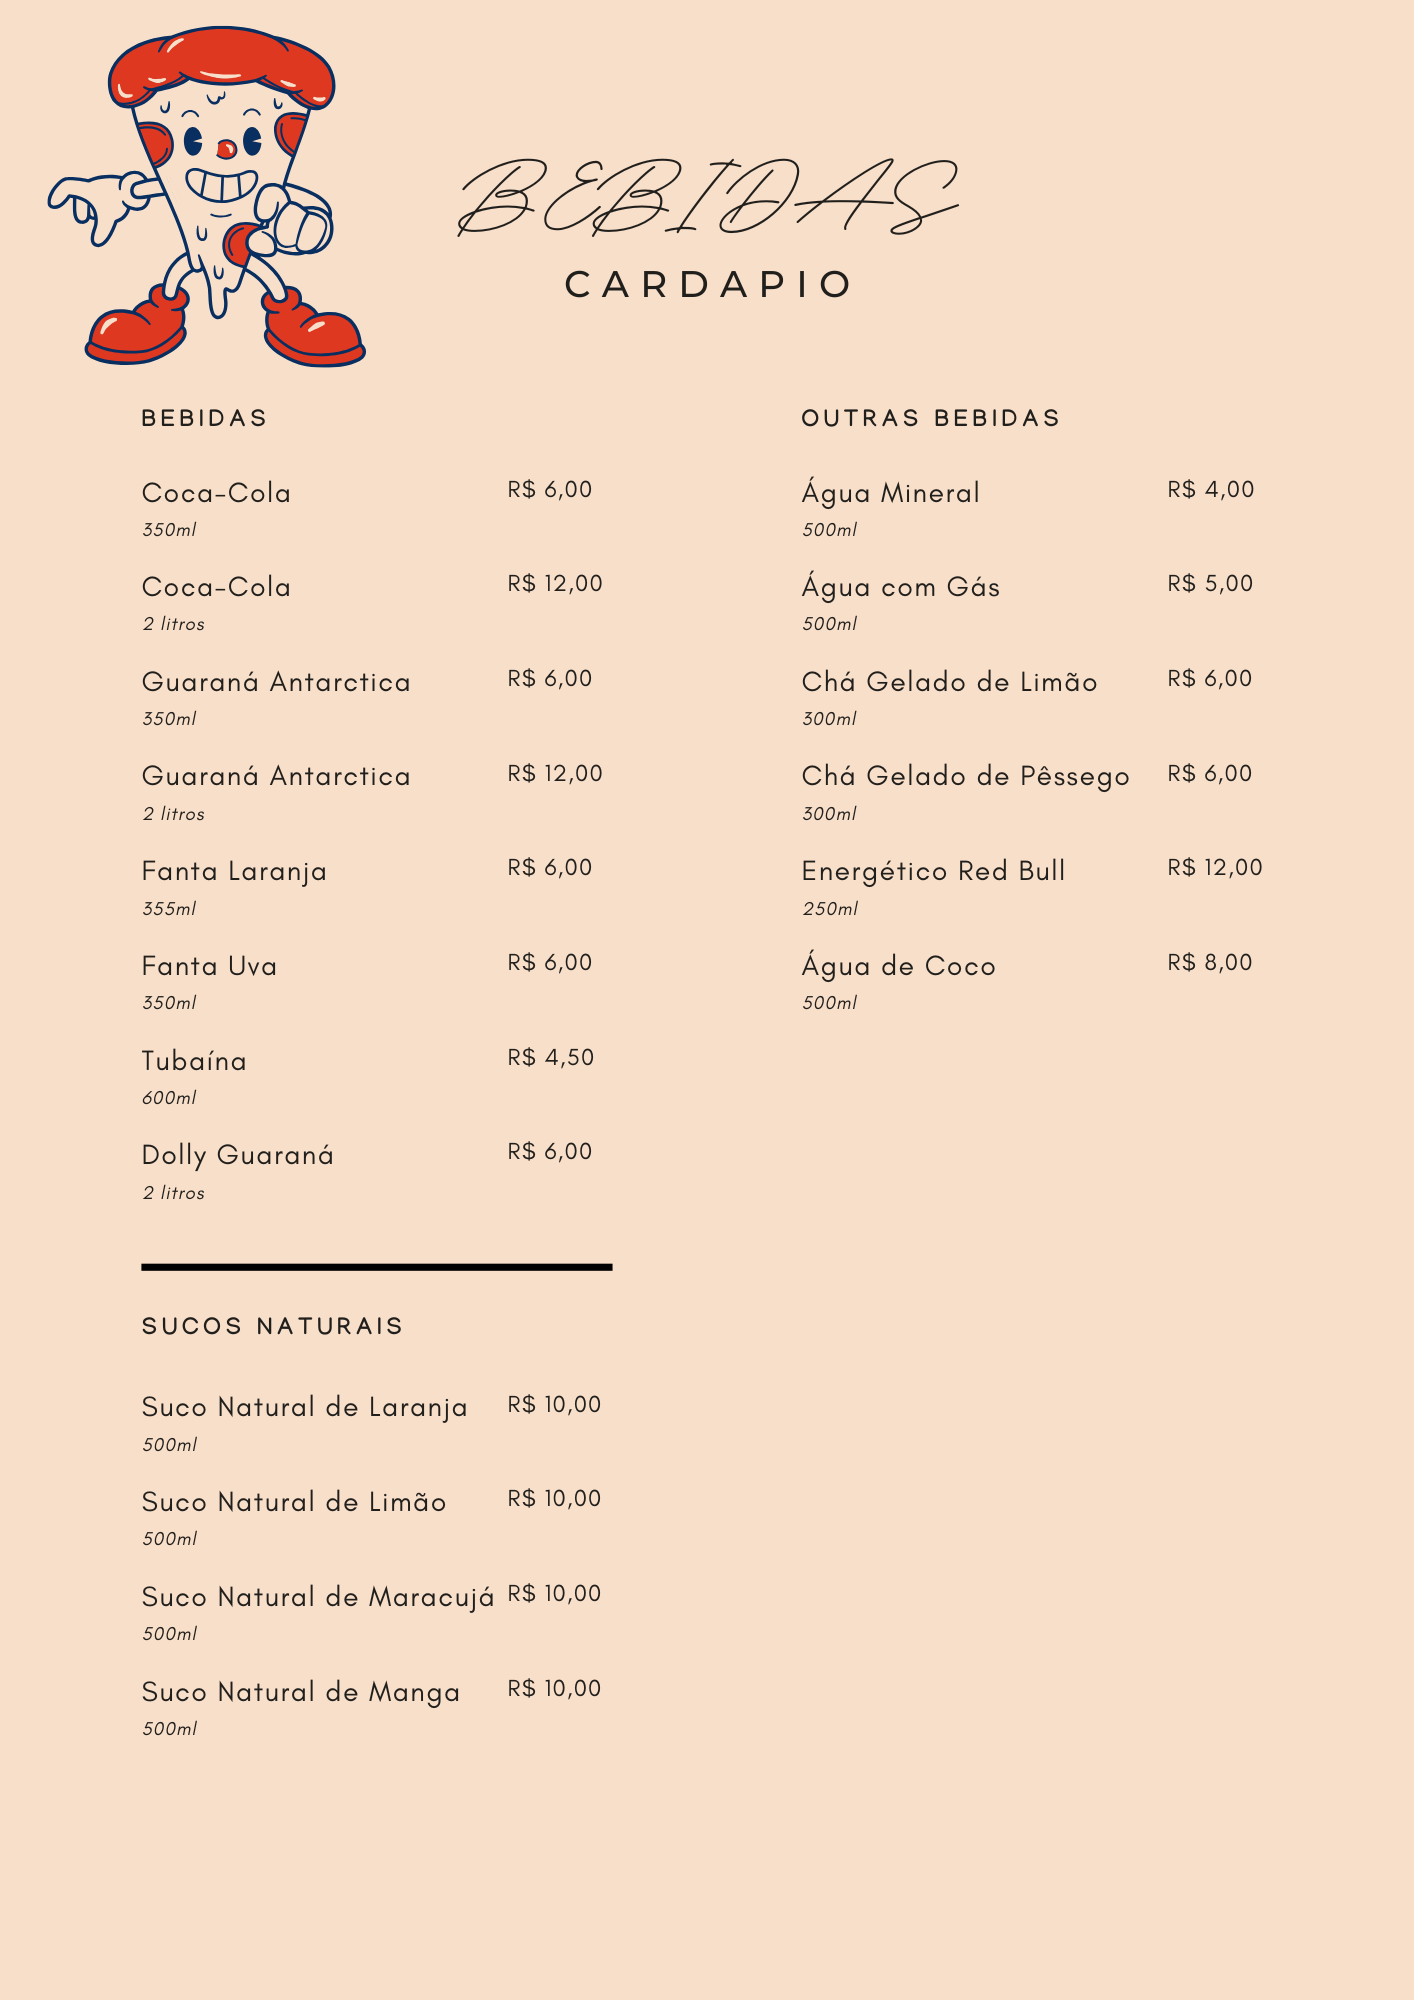 BEBIDAS
CARDAPIO
BEBIDAS
Coca-Cola R$ 6,00
350ml
Coca-Cola R$ 12,00
2 litros
Guaraná Antarctica R$ 6,00
350ml
Guaraná Antarctica R$ 12,00
2 litros
Fanta Laranja R$ 6,00
355ml
Fanta Uva R$ 6,00
350ml
Tubaína R$ 4,50
600ml
Dolly Guaraná R$ 6,00
2 litros
SUCOS NATURAIS
Suco Natural de Laranja R$ 10,00
500ml
Suco Natural de Limão R$ 10,00
500ml
Suco Natural de Maracujá R$ 10,00
500ml
Suco Natural de Manga R$ 10,00
500ml
OUTRAS BEBIDAS
Água Mineral R$ 4,00
500ml
Água com Gás R$ 5,00
500ml
Chá Gelado de Limão R$ 6,00
300ml
Chá Gelado de Pêssego R$ 6,00
300ml
Energético Red Bull R$ 12,00
250ml
Água de Coco R$ 8,00
500ml